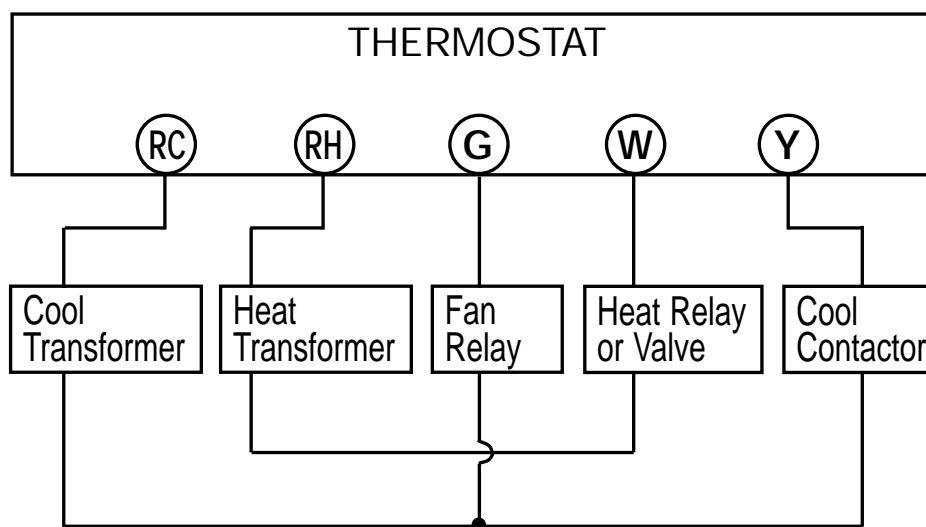 THERMOSTAT
RC
RH
G
W
Y
Cool
Transformer
Heat
Transformer
Fan
Relay
Heat Relay
or Valve
Cool
Contactor